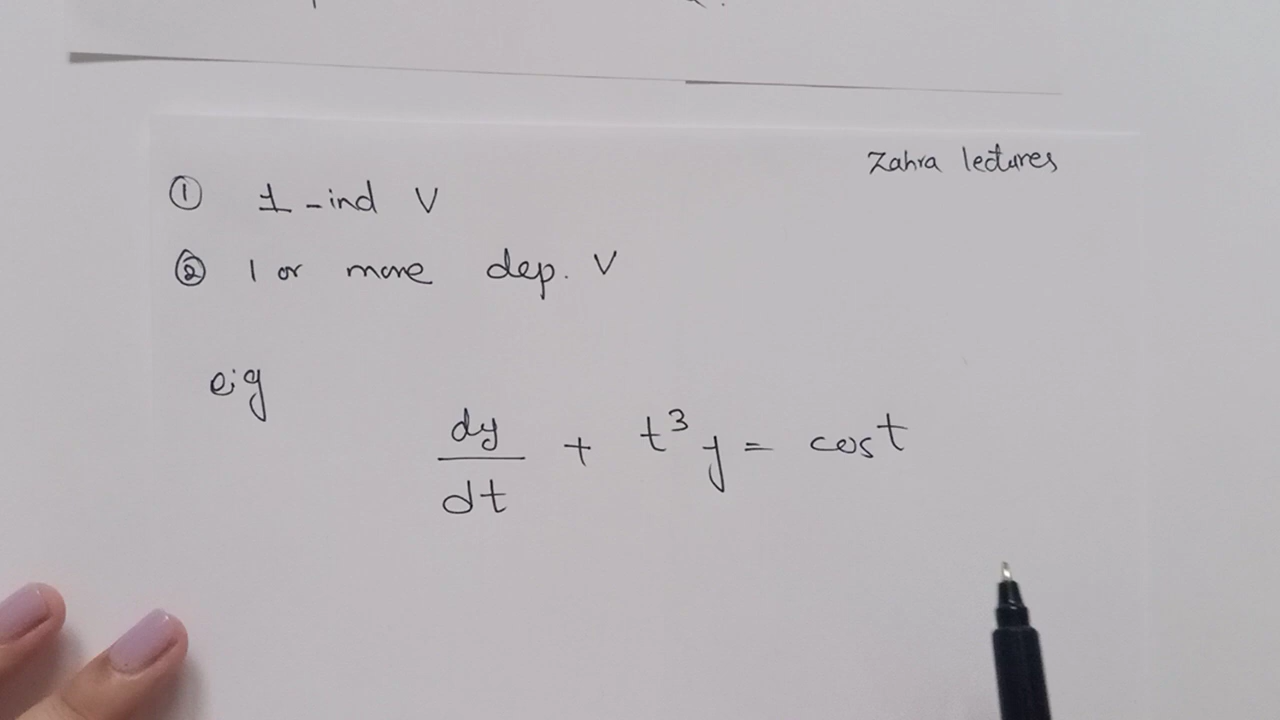 Zahra lectures
① 1 - ind V
② 1 or more dep. V
e.g
dy/dt + t³y = cos t